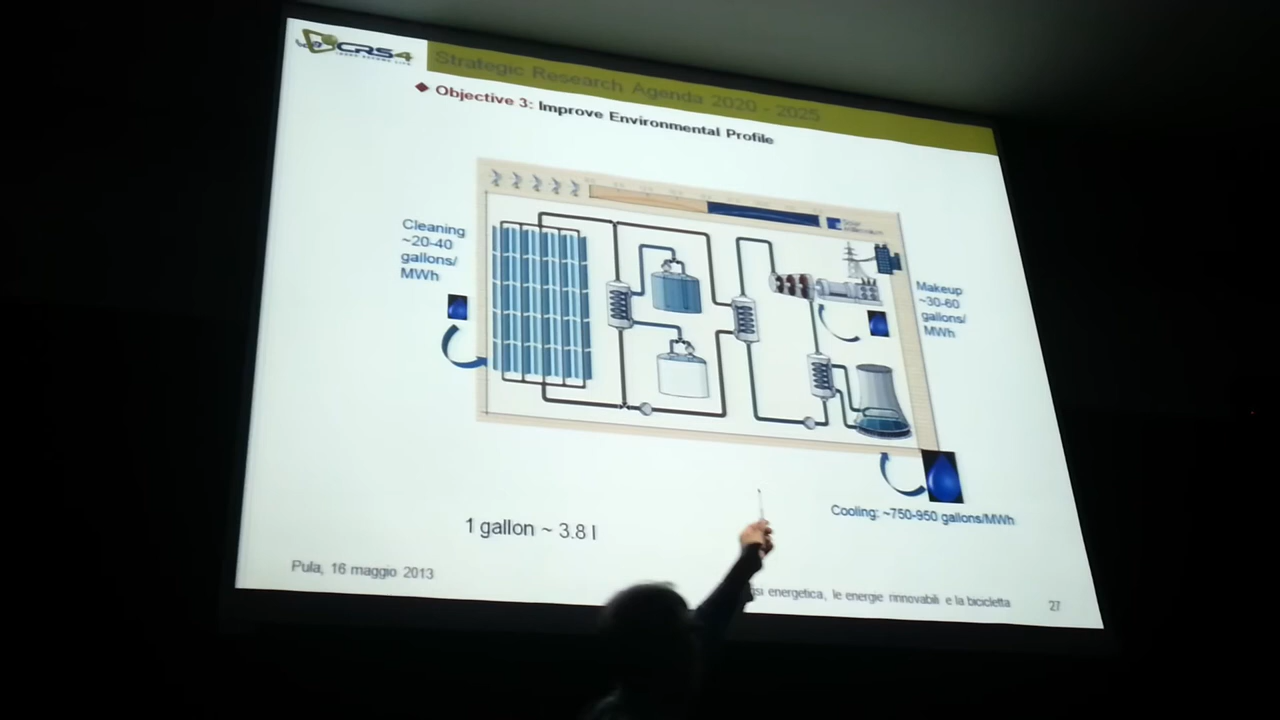 CRS4
Strategic Research Agenda 2020 - 2025
Objective 3: Improve Environmental Profile
Cleaning
~20-40
gallons/
MWh
Makeup
~30-60
gallons/
MWh
Cooling: ~750-950 gallons/MWh
1 gallon ~ 3.8 l
Pula, 16 maggio 2013
energetica, le energie rinnovabili e la bicicletta
27